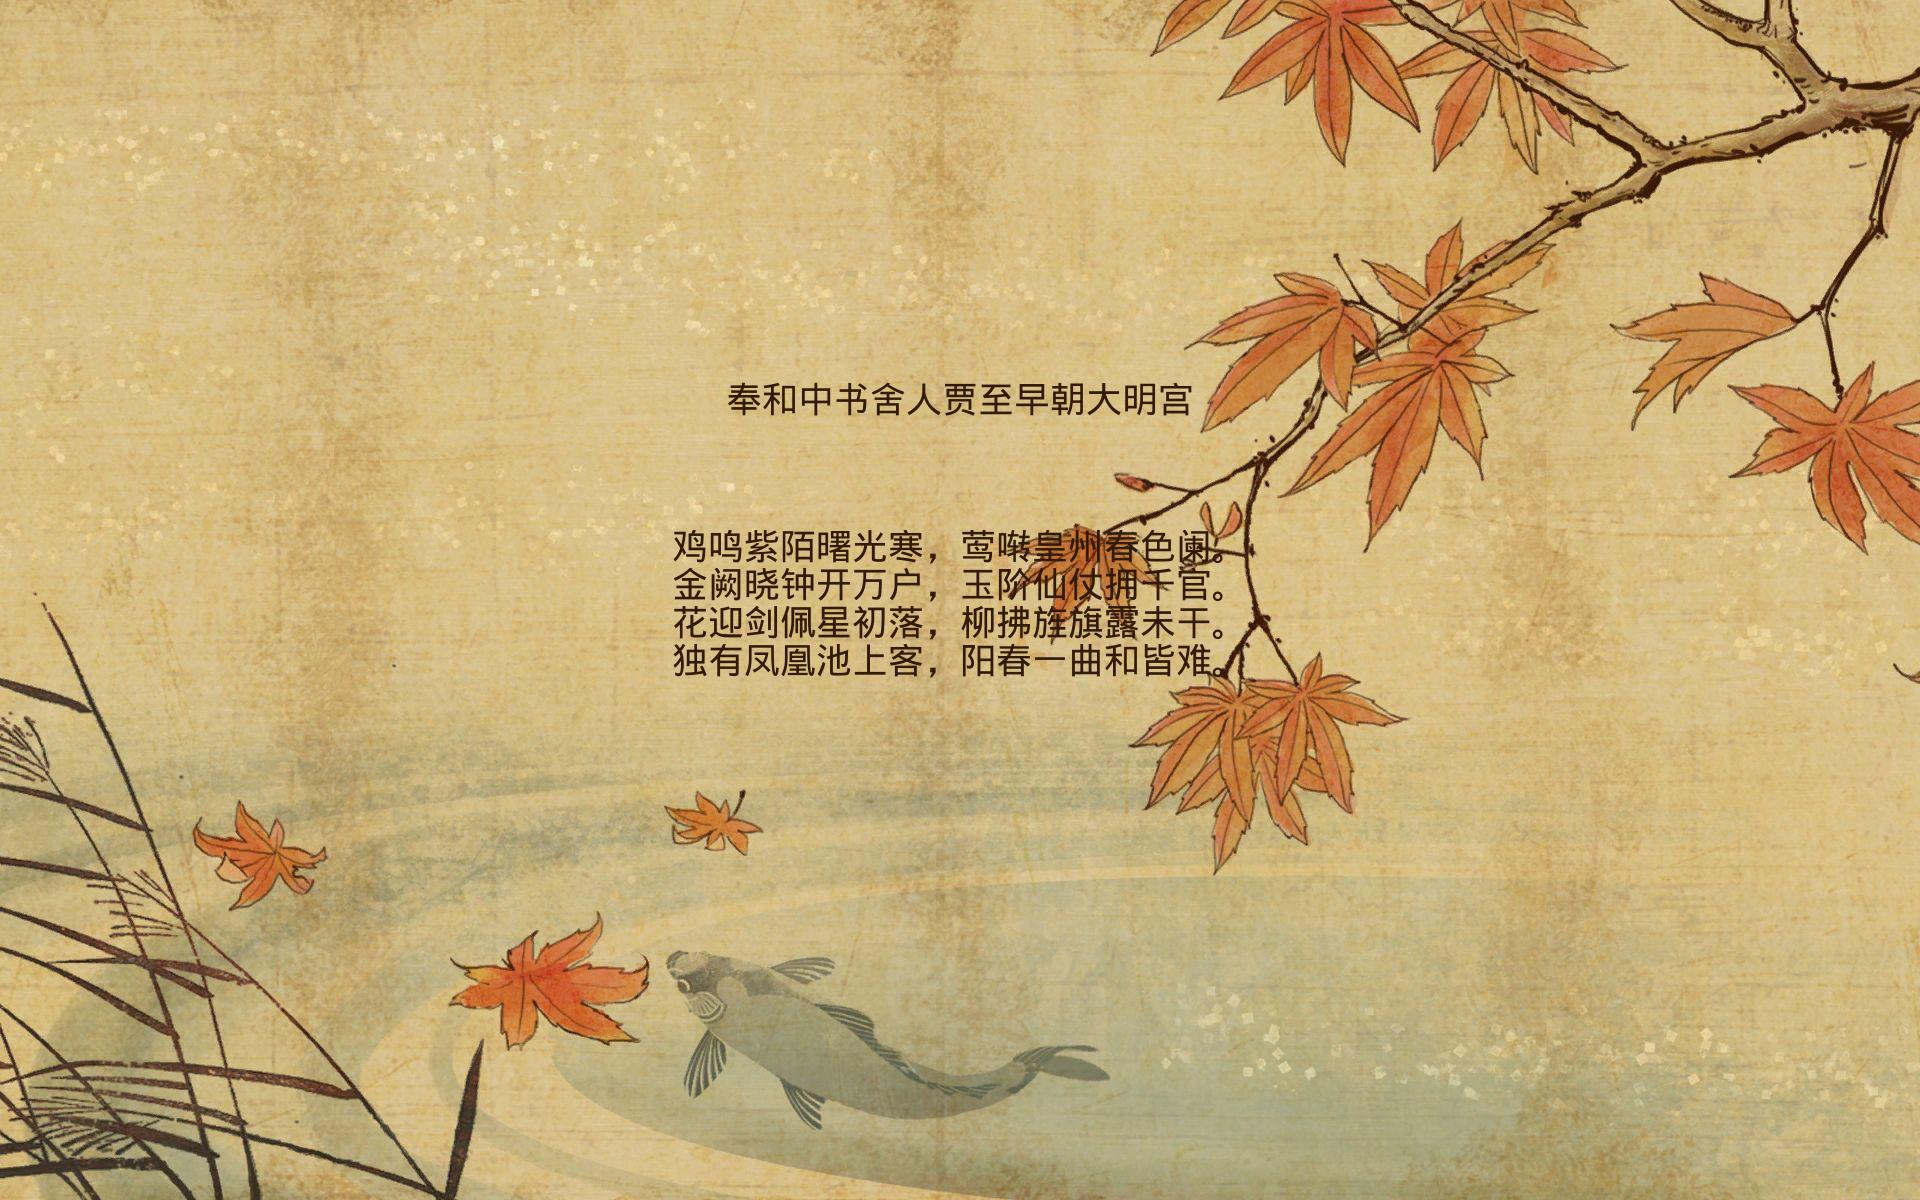 奉和中书舍人贾至早朝大明宫
鸡鸣紫陌曙光寒，莺啭皇州春色阑。
金阙晓钟开万户，玉阶仙仗拥千官。
花迎剑佩星初落，柳拂旌旗露未干。
独有凤凰池上客，阳春一曲和皆难。